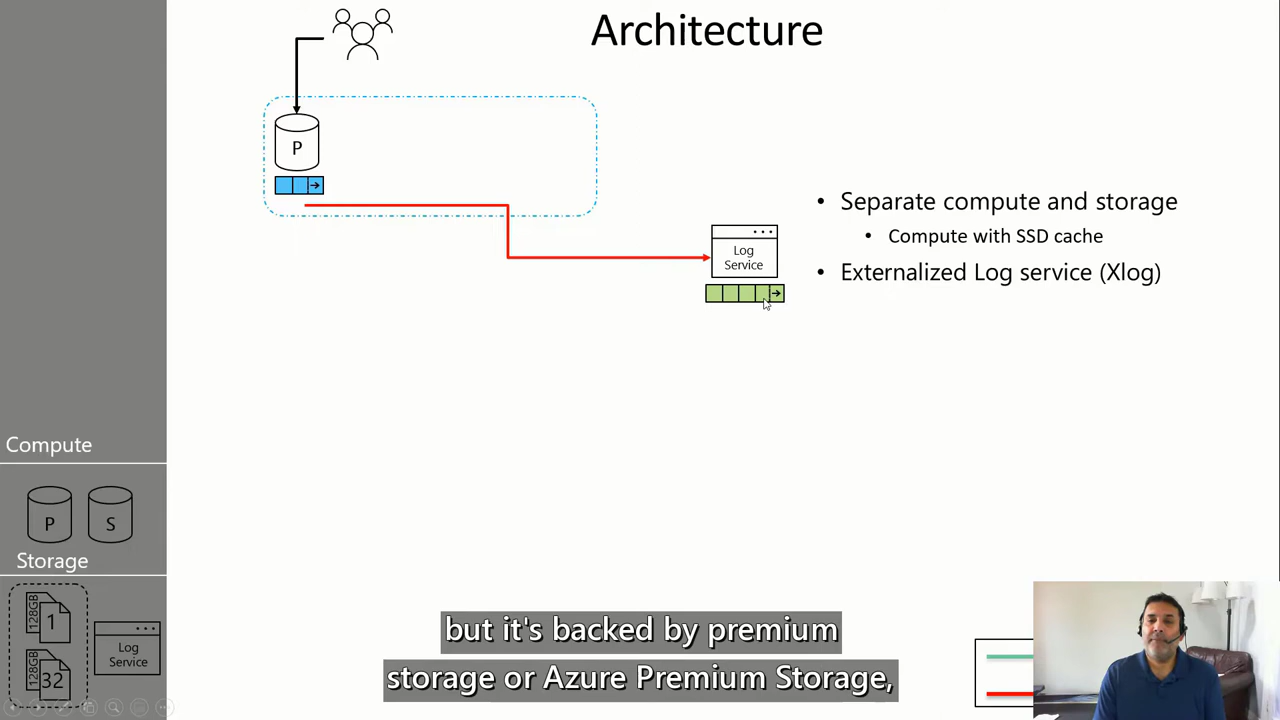 Architecture
P
Log
Service
• Separate compute and storage
• Compute with SSD cache
• Externalized Log service (Xlog)
Compute
P
S
Storage
128GB
1
128GB
32
Log
Service
but it's backed by premium
storage or Azure Premium Storage,